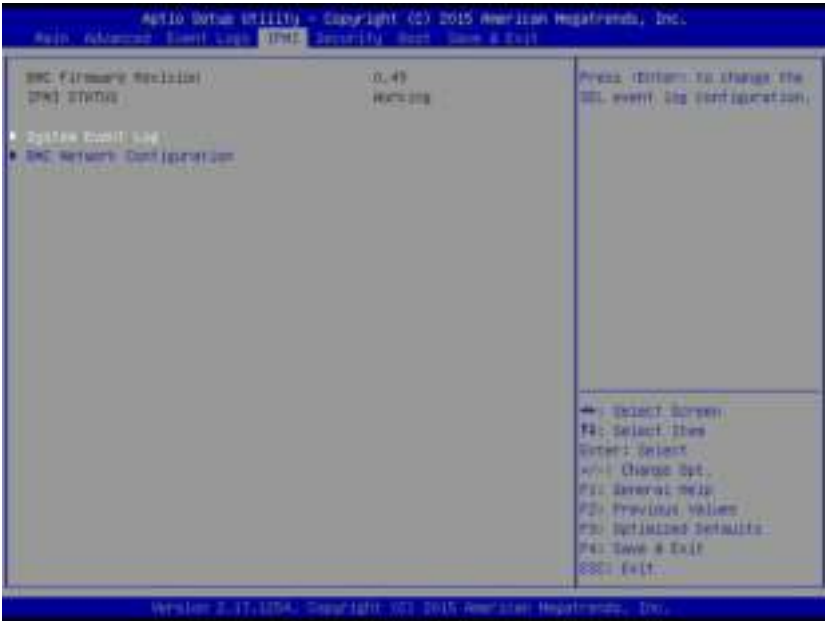 Aptio Setup Utility - Copyright (C) 2015 American Megatrends, Inc.
Main Advanced Event Logs IPMI Security Boot Save & Exit
BMC Firmware Revision 0.45
IPMI STATUS Working
System Event Log
BMC Network Configuration
Press <Enter> to change the
SEL event log configuration.
: Select Screen
: Select Item
Enter: Select
+/-: Change Opt.
F1: General Help
F2: Previous Values
F3: Optimized Defaults
F4: Save & Exit
ESC: Exit
Version 2.17.1254. Copyright (C) 2015 American Megatrends, Inc.